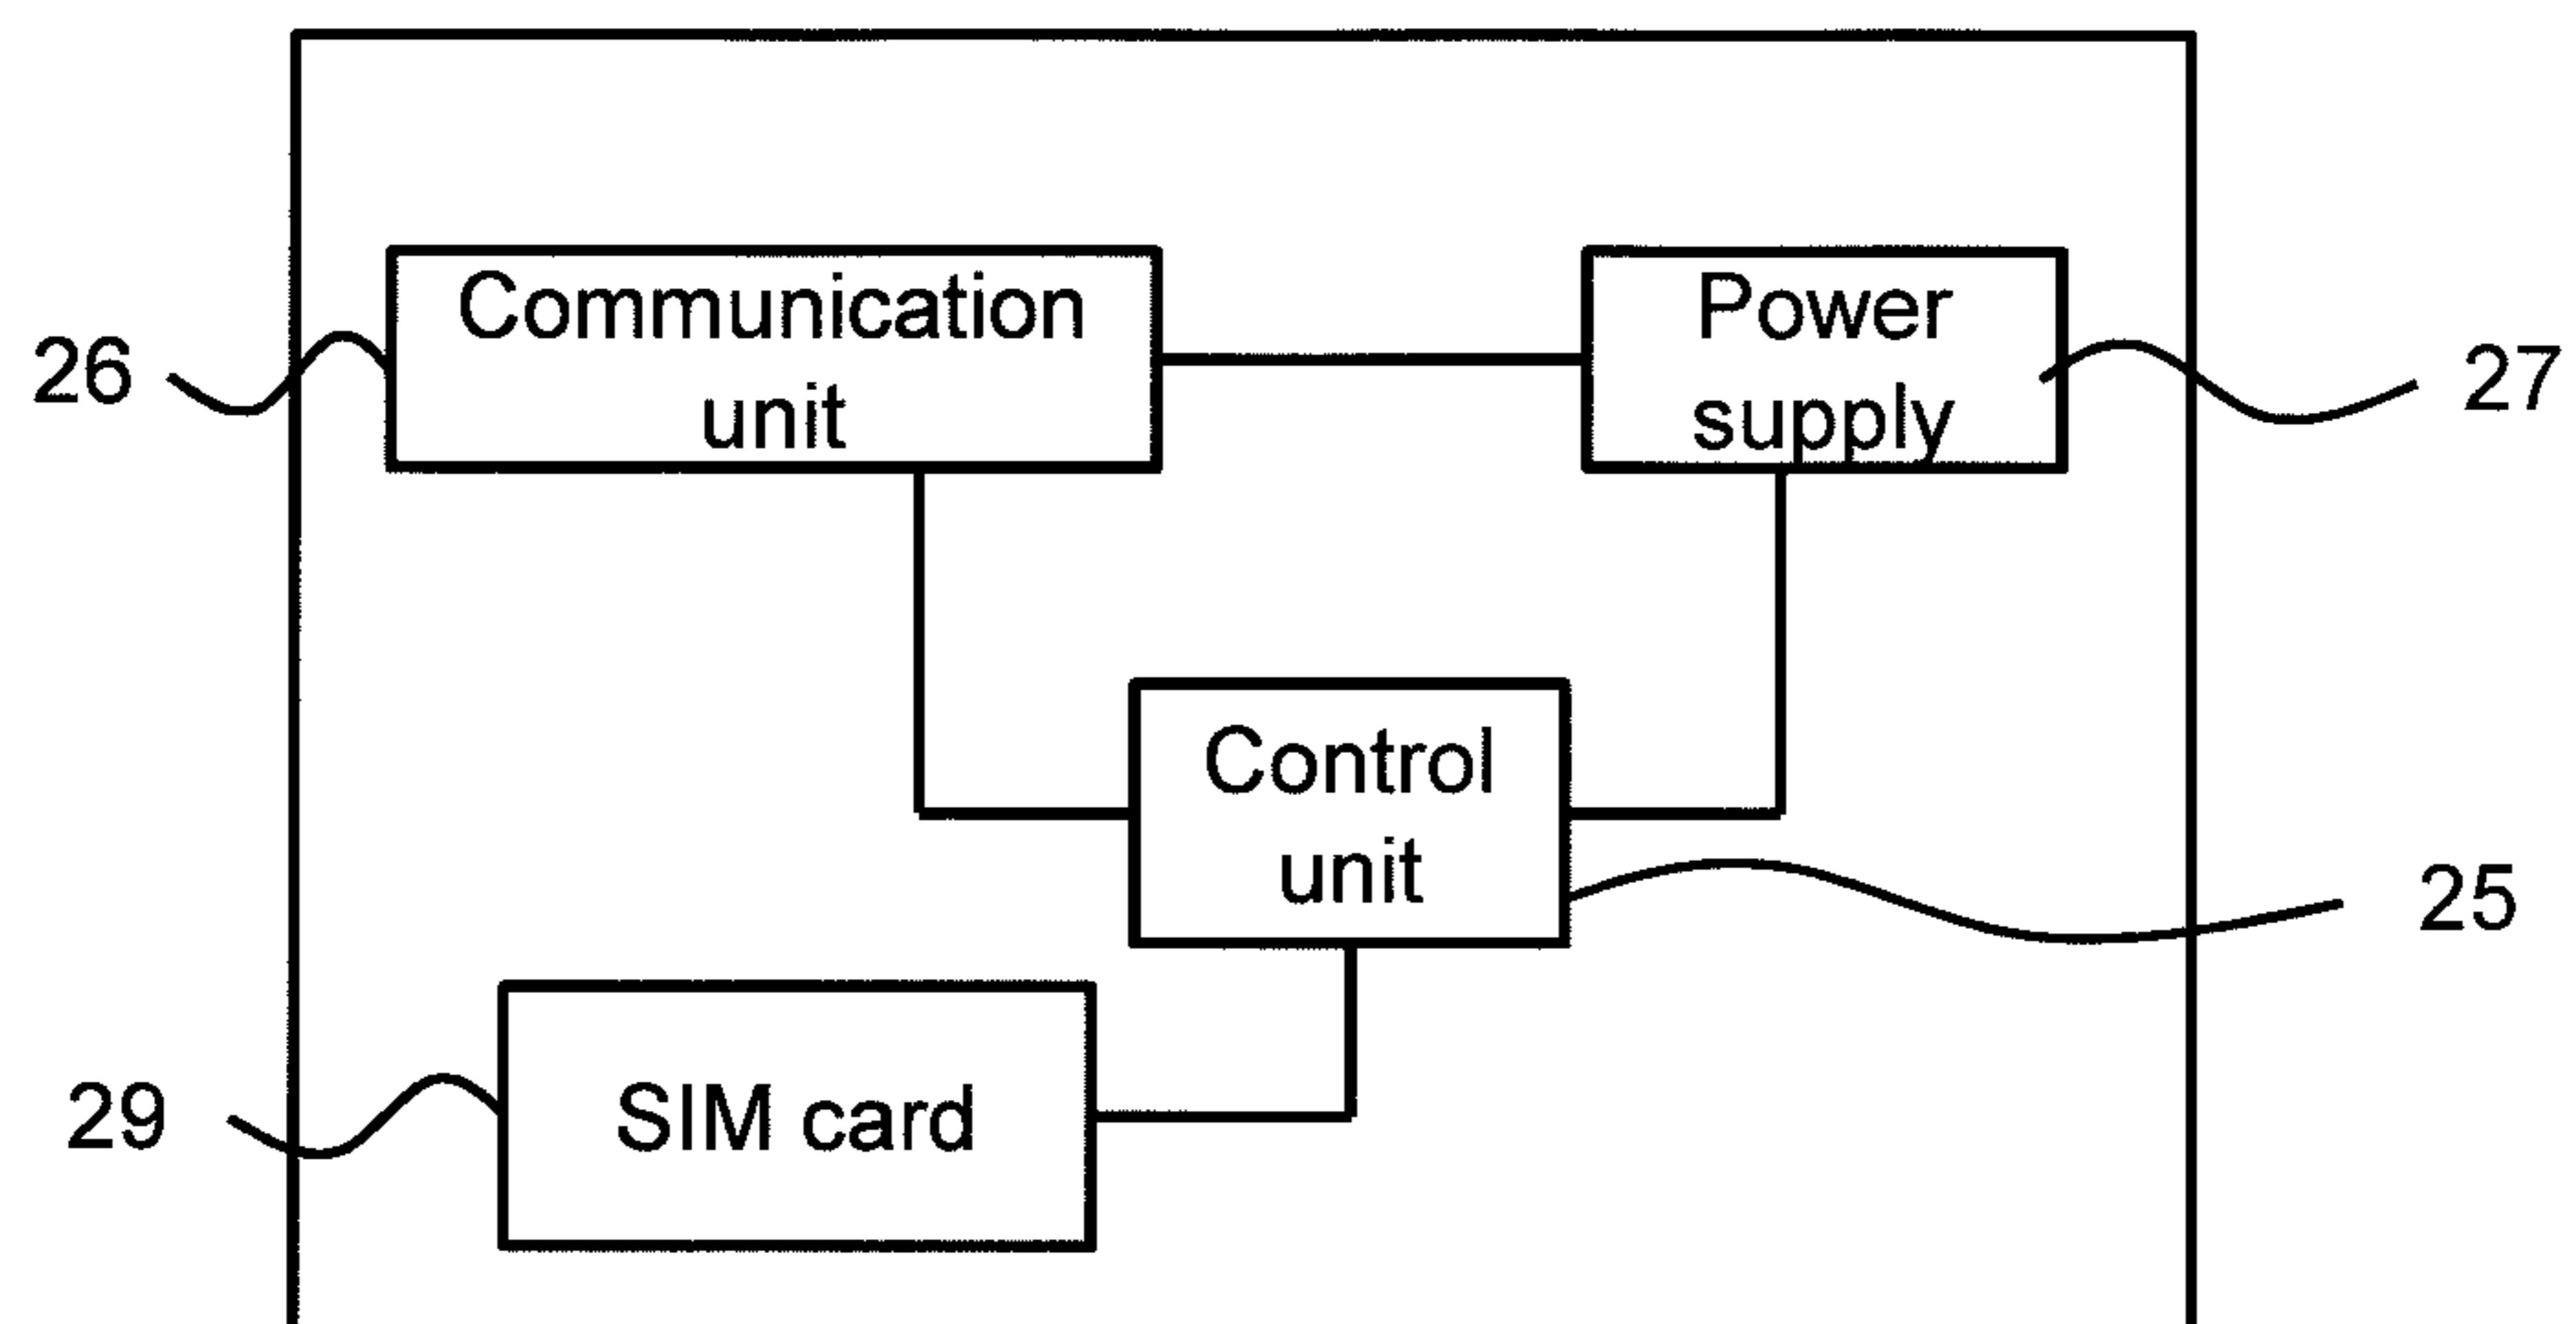 Communication
unit
Power
supply
26
27
Control
unit
25
SIM card
29